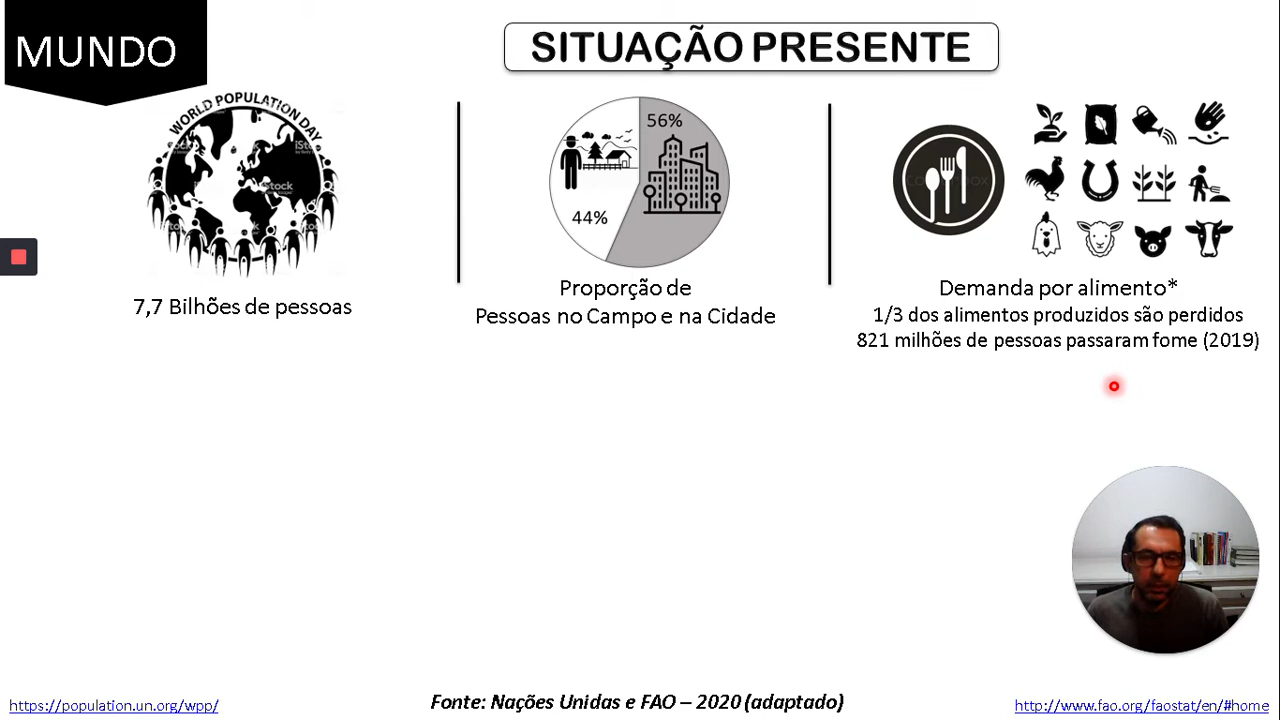 MUNDO
SITUAÇÃO PRESENTE
WORLD POPULATION DAY
iStock
iStock
7,7 Bilhões de pessoas
56%
44%
Proporção de
Pessoas no Campo e na Cidade
Demanda por alimento*
1/3 dos alimentos produzidos são perdidos
821 milhões de pessoas passaram fome (2019)
https://population.un.org/wpp/
Fonte: Nações Unidas e FAO – 2020 (adaptado)
http://www.fao.org/faostat/en/#home